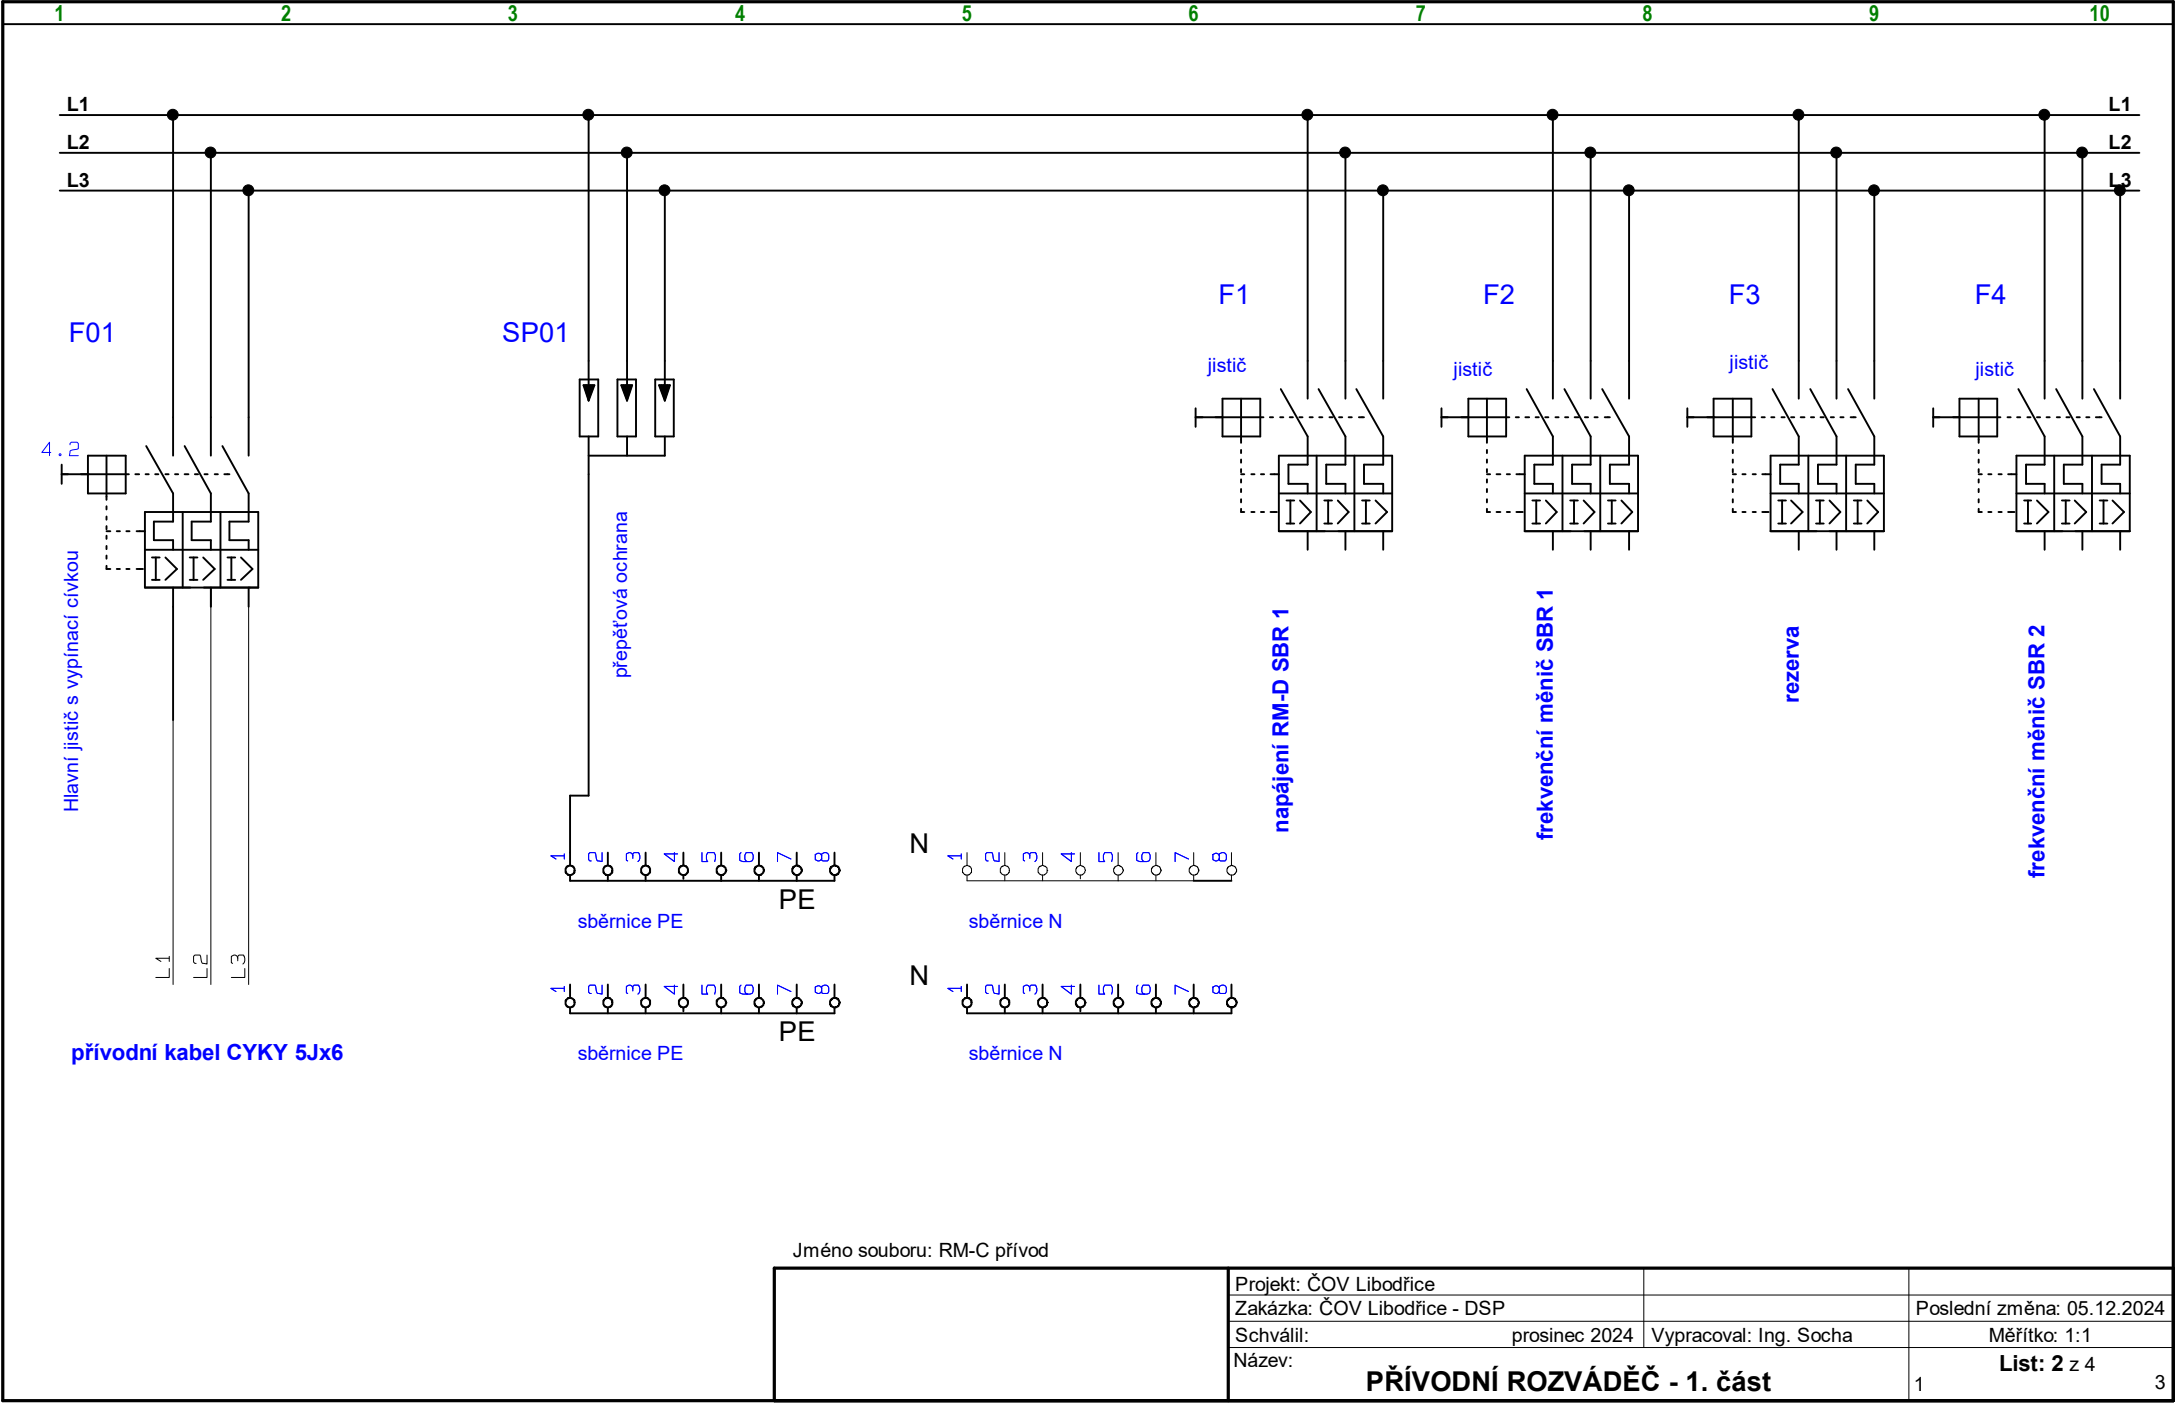 1 2 3 4 5 6 7 8 9 10
L1 L1
L2 L2
L3 L3
F01
SP01
F1
F2
F3
F4
jistič
jistič
jistič
jistič
4.2
Hlavní jistič s vypínací cívkou
přepěťová ochrana
I> I> I>
I> I> I>
I> I> I>
I> I> I>
I> I> I>
napájení RM-D SBR 1
frekvenční měnič SBR 1
rezerva
frekvenční měnič SBR 2
1 2 3 4 5 6 7 8
PE
sběrnice PE
N
1 2 3 4 5 6 7 8
sběrnice N
L1 L2 L3
1 2 3 4 5 6 7 8
PE
sběrnice PE
N
1 2 3 4 5 6 7 8
sběrnice N
přívodní kabel CYKY 5Jx6
Jméno souboru: RM-C přívod
Projekt: ČOV Libodřice
Zakázka: ČOV Libodřice - DSP
Poslední změna: 05.12.2024
Schválil: prosinec 2024
Vypracoval: Ing. Socha
Měřítko: 1:1
Název:
PŘÍVODNÍ ROZVÁDĚČ - 1. část
List: 2 z 4
1 3